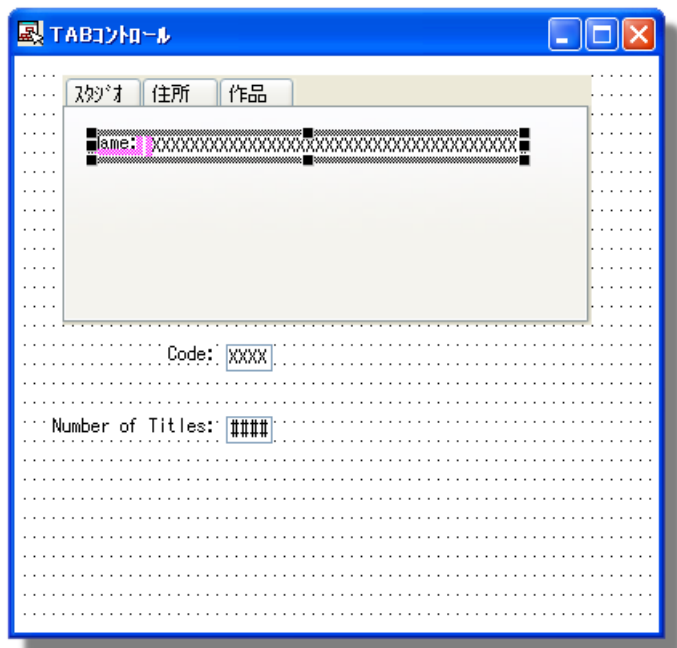 TABｺﾝﾄﾛｰﾙ
ｽﾀｼﾞｵ 住所 作品
ame: XXXXXXXXXXXXXXXXXXXXXXXXXXXXXXXXXXXXXXXX
Code: XXXX
Number of Titles: ####